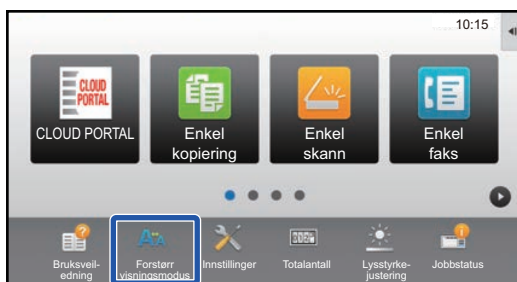 10:15
CLOUD
PORTAL
CLOUD PORTAL
Enkel
kopiering
Enkel
skann
Enkel
faks
Bruksveil-
edning
Forstørr
visningsmodus
Innstillinger
Totalantall
Lysstyrke-
justering
Jobbstatus